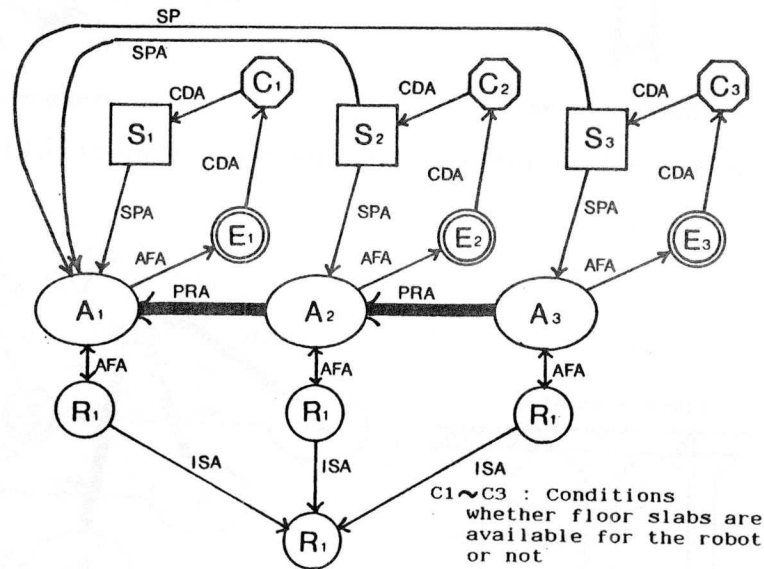 SP
SPA
C1
C2
C3
CDA
CDA
CDA
S1
S2
S3
CDA
CDA
CDA
SPA
SPA
SPA
E1
E2
E3
AFA
AFA
AFA
PRA
PRA
A1
A2
A3
AFA
AFA
AFA
R1
R1
R1
ISA
ISA
ISA
R1
C1~C3 : Conditions
whether floor slabs are
available for the robot
or not